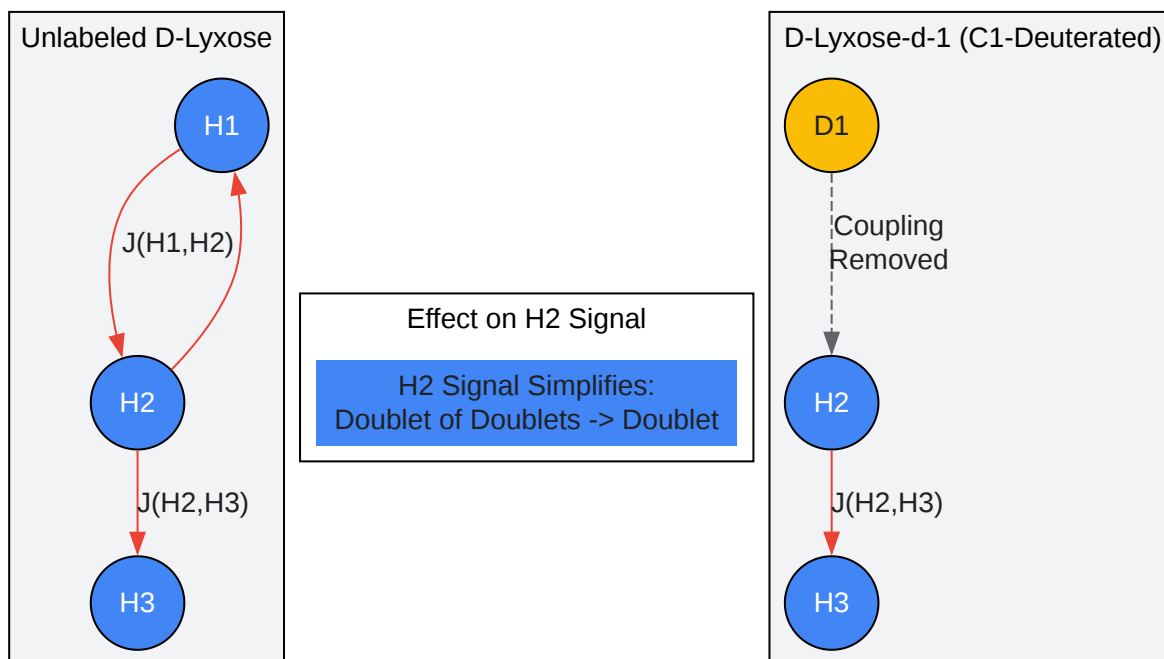 Unlabeled D-Lyxose
H1
J(H1,H2)
H2
J(H2,H3)
H3
Effect on H2 Signal
H2 Signal Simplifies:
Doublet of Doublets -> Doublet
D-Lyxose-d-1 (C1-Deuterated)
D1
Coupling
Removed
H2
J(H2,H3)
H3